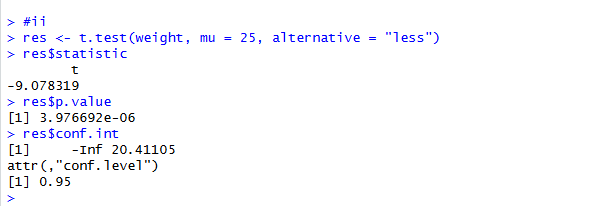 > #ii
> res <- t.test(weight, mu = 25, alternative = "less")
> res$statistic
        t
-9.078319
> res$p.value
[1] 3.976692e-06
> res$conf.int
[1]     -Inf 20.41105
attr(,"conf.level")
[1] 0.95
>